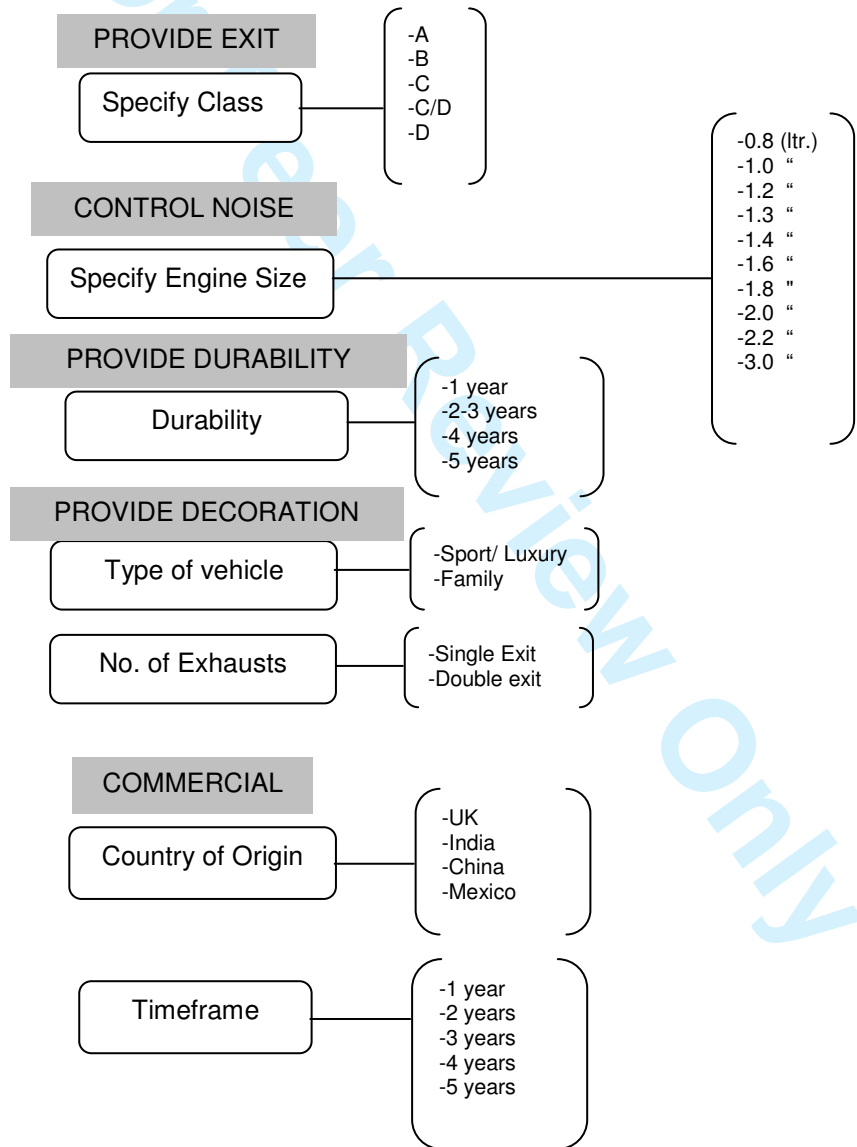 PROVIDE EXIT
Specify Class
-A
-B
-C
-C/D
-D
CONTROL NOISE
Specify Engine Size
-0.8 (ltr.)
-1.0 “
-1.2 “
-1.3 “
-1.4 “
-1.6 “
-1.8 "
-2.0 “
-2.2 “
-3.0 “
PROVIDE DURABILITY
Durability
-1 year
-2-3 years
-4 years
-5 years
PROVIDE DECORATION
Type of vehicle
-Sport/ Luxury
-Family
No. of Exhausts
-Single Exit
-Double exit
COMMERCIAL
Country of Origin
-UK
-India
-China
-Mexico
Timeframe
-1 year
-2 years
-3 years
-4 years
-5 years
Review Only